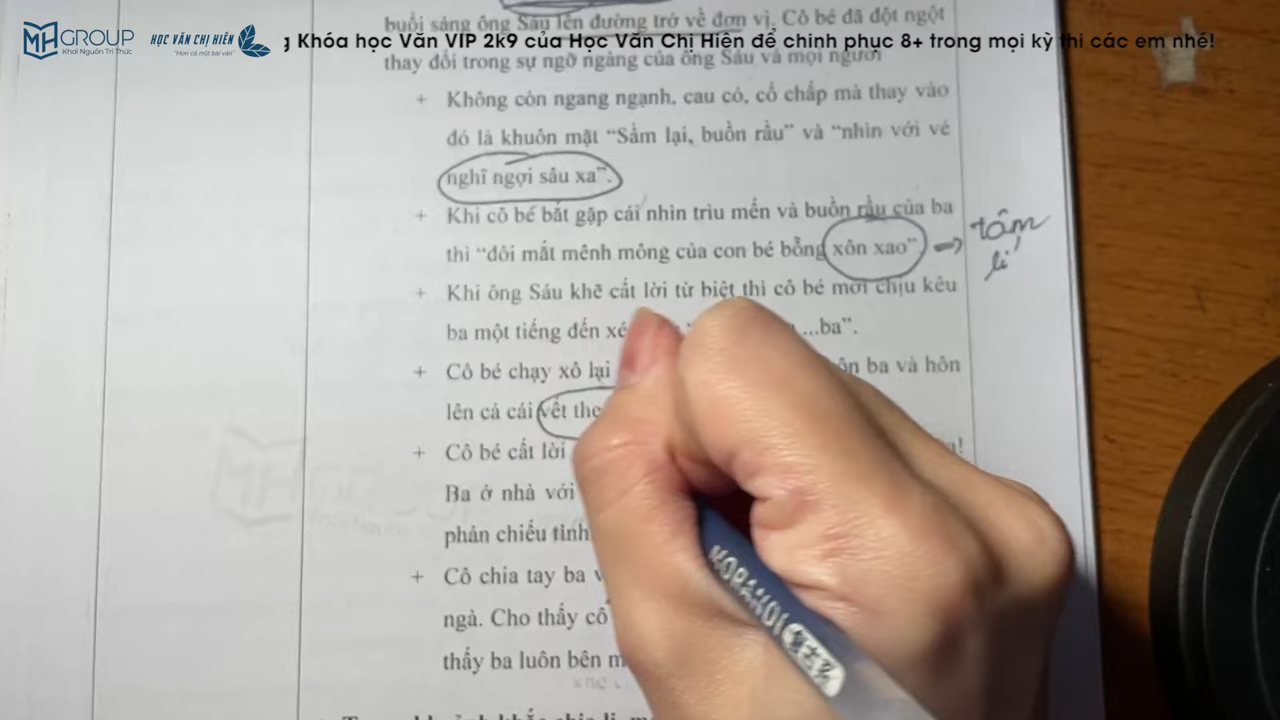 MH GROUP
Khơi Nguồn Tri Thức
HỌC VĂN CHỊ HIÊN
"Hơn cả một bài văn"
g Khóa học Văn VIP 2k9 của Học Văn Chị Hiên để chinh phục 8+ trong mọi kỳ thi các em nhé!
buổi sáng ông Sáu lên đường trở về đơn vị. Cô bé đã đột ngột
thay đổi trong sự ngỡ ngàng của ông Sáu và mọi người
+ Không còn ngang ngạnh, cau có, cố chấp mà thay vào
đó là khuôn mặt "Sầm lại, buồn rầu" và "nhìn với vẻ
nghĩ ngợi sâu xa".
+ Khi cô bé bắt gặp cái nhìn trìu mến và buồn rầu của ba
thì "đôi mắt mênh mông của con bé bỗng xôn xao" → tâm
lí
+ Khi ông Sáu khẽ cất lời từ biệt thì cô bé mới chịu kêu
ba một tiếng đến xé ...ba".
+ Cô bé chạy xô lại ba và hôn
lên cả cái vết
+ Cô bé cất lời
Ba ở nhà với
phản chiếu tình
+ Cô chia tay ba
ngà. Cho thấy cô
thấy ba luôn bên
MORANDI